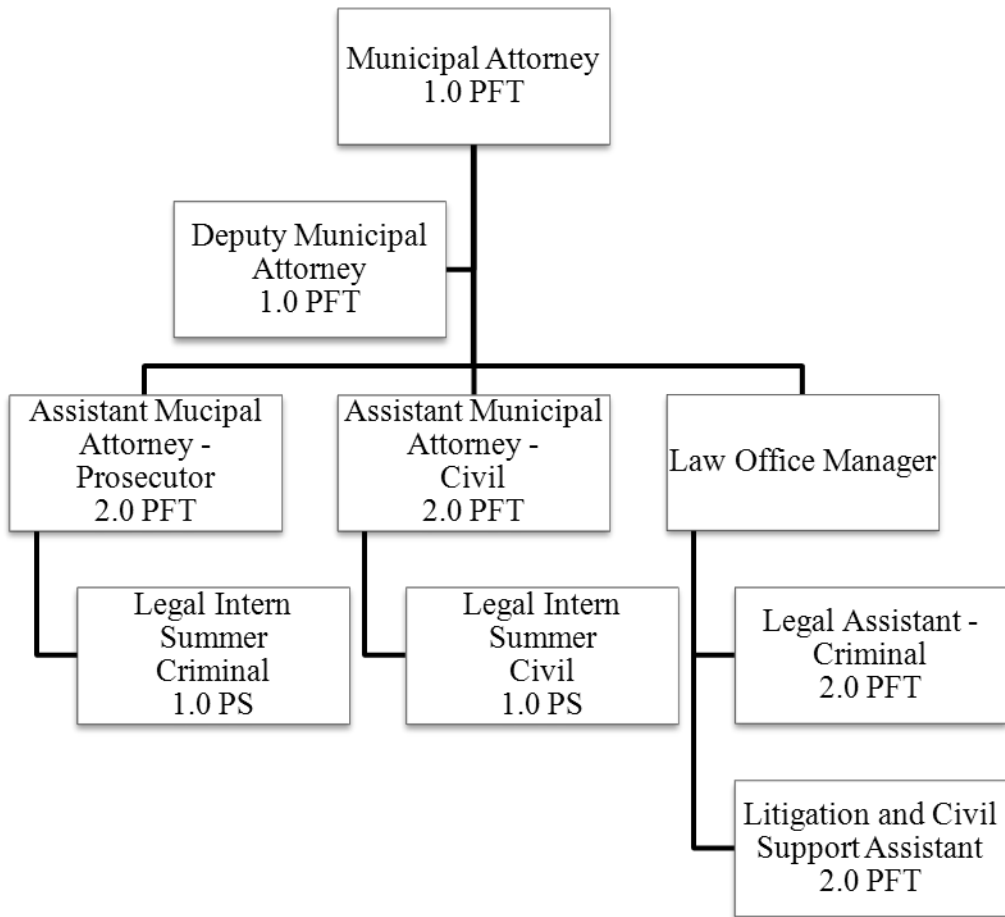 Municipal Attorney
1.0 PFT
Deputy Municipal
Attorney
1.0 PFT
Assistant Mucipal
Attorney -
Prosecutor
2.0 PFT
Assistant Municipal
Attorney -
Civil
2.0 PFT
Law Office Manager
Legal Intern
Summer
Criminal
1.0 PS
Legal Intern
Summer
Civil
1.0 PS
Legal Assistant -
Criminal
2.0 PFT
Litigation and Civil
Support Assistant
2.0 PFT